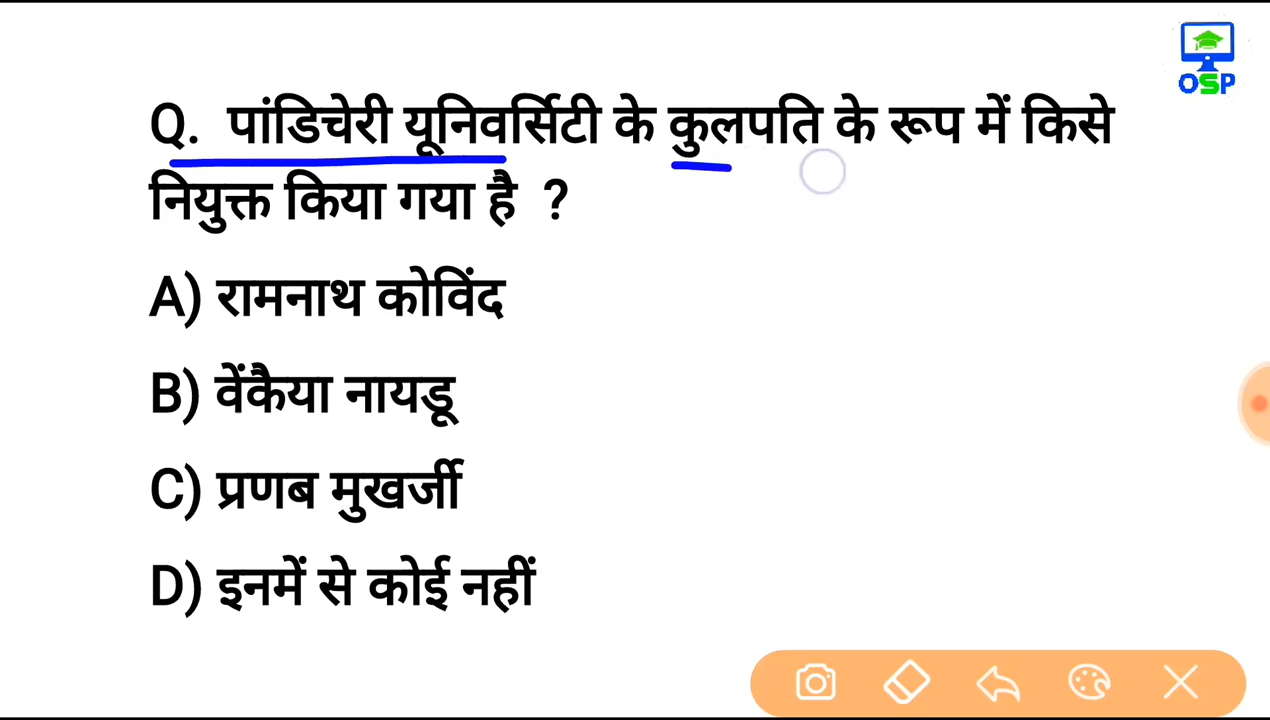 OSP
Q. पांडिचेरी यूनिवर्सिटी के कुलपति के रूप में किसे
नियुक्त किया गया है ?
A) रामनाथ कोविंद
B) वेंकैया नायडू
C) प्रणब मुखर्जी
D) इनमें से कोई नहीं